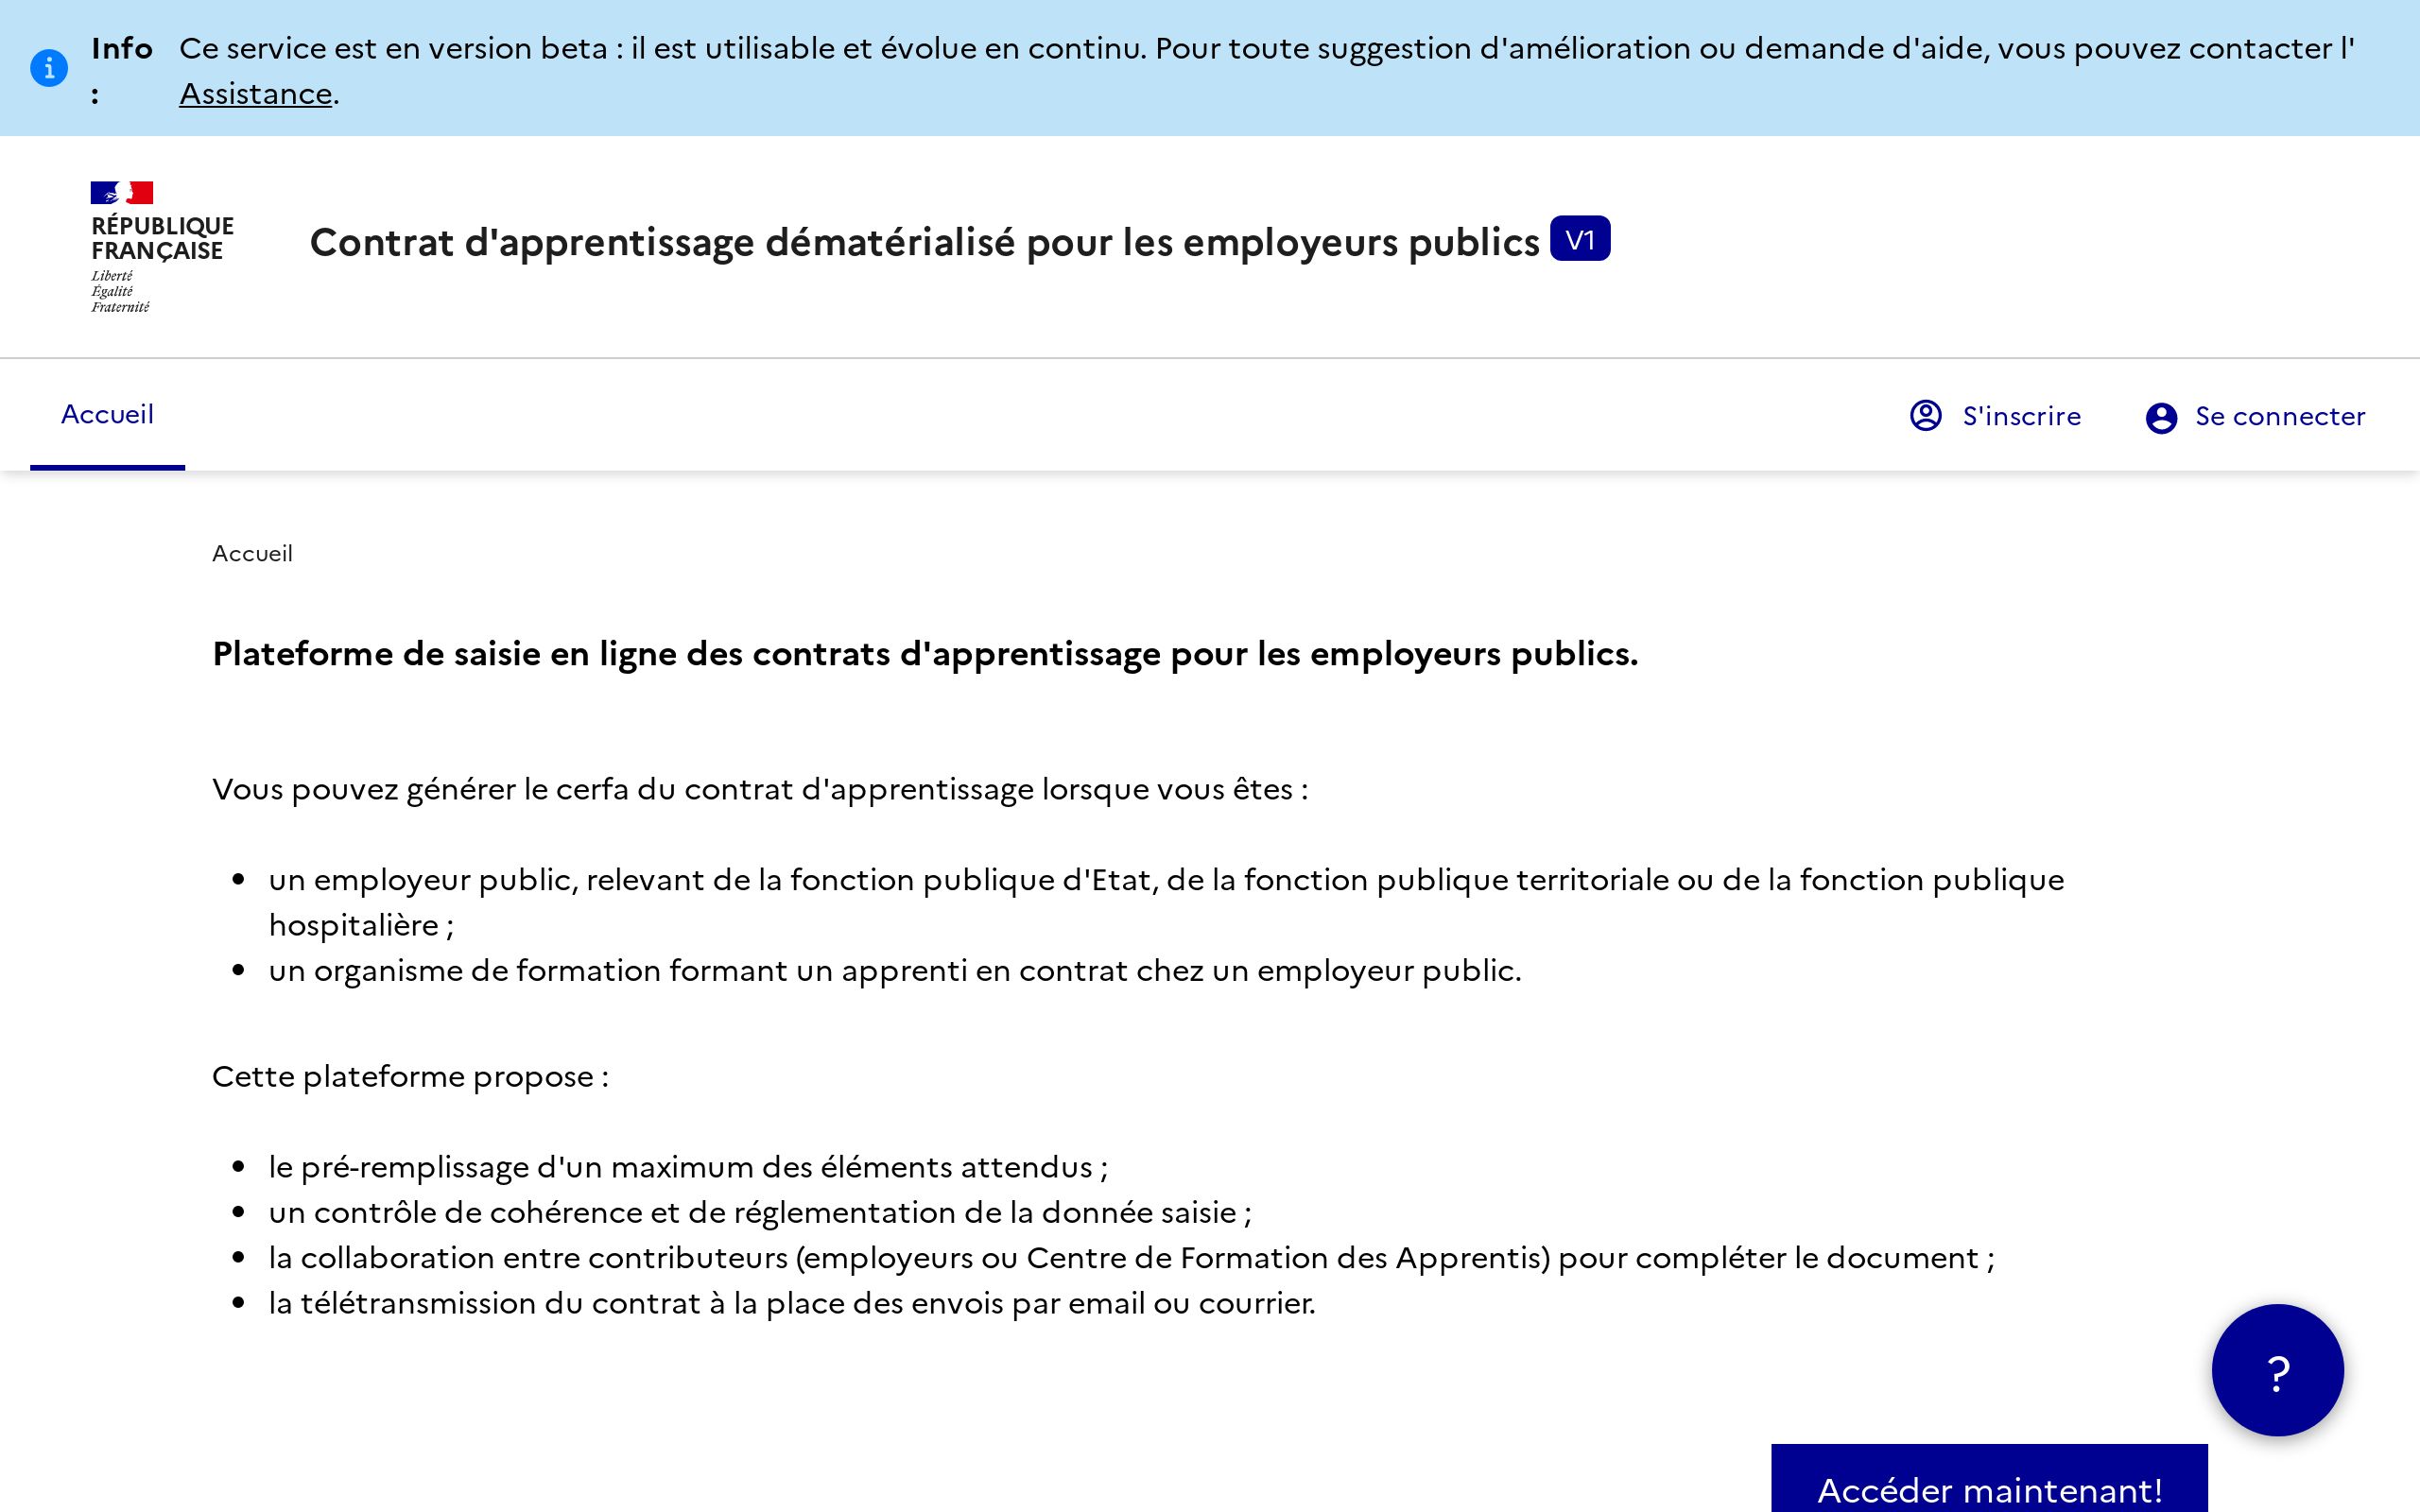 Info
:
Ce service est en version beta : il est utilisable et évolue en continu. Pour toute suggestion d'amélioration ou demande d'aide, vous pouvez contacter l'
Assistance.
RÉPUBLIQUE
FRANÇAISE
Liberté
Égalité
Fraternité
Contrat d'apprentissage dématérialisé pour les employeurs publics V1
Accueil
S'inscrire
Se connecter
Accueil
Plateforme de saisie en ligne des contrats d'apprentissage pour les employeurs publics.
Vous pouvez générer le cerfa du contrat d'apprentissage lorsque vous êtes :
• un employeur public, relevant de la fonction publique d'Etat, de la fonction publique territoriale ou de la fonction publique
hospitalière ;
• un organisme de formation formant un apprenti en contrat chez un employeur public.
Cette plateforme propose :
• le pré-remplissage d'un maximum des éléments attendus ;
• un contrôle de cohérence et de réglementation de la donnée saisie ;
• la collaboration entre contributeurs (employeurs ou Centre de Formation des Apprentis) pour compléter le document ;
• la télétransmission du contrat à la place des envois par email ou courrier.
?
Accéder maintenant!